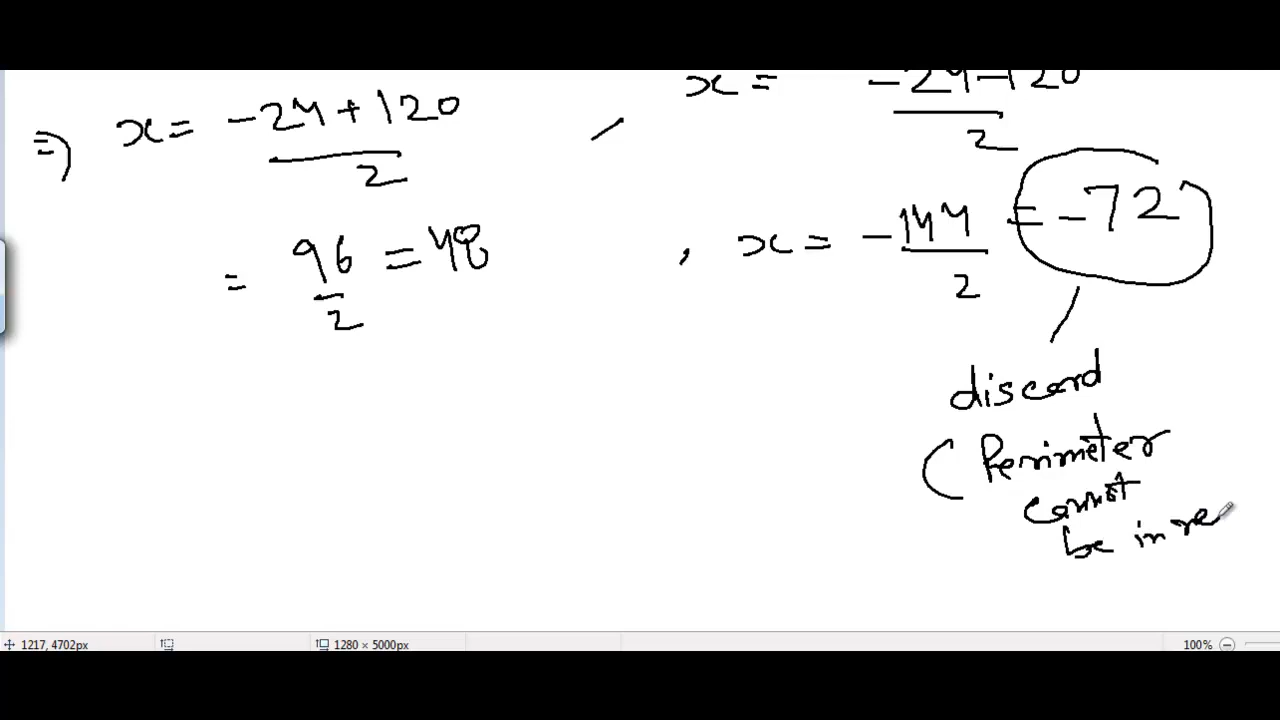 =) x = -24+120 / 2 , x = -24-120 / 2
= 96/2 = 48 , x = -144/2 = -72
discard
( Perimeter
cannot
be in
1217, 4702px 1280 × 5000px 100%